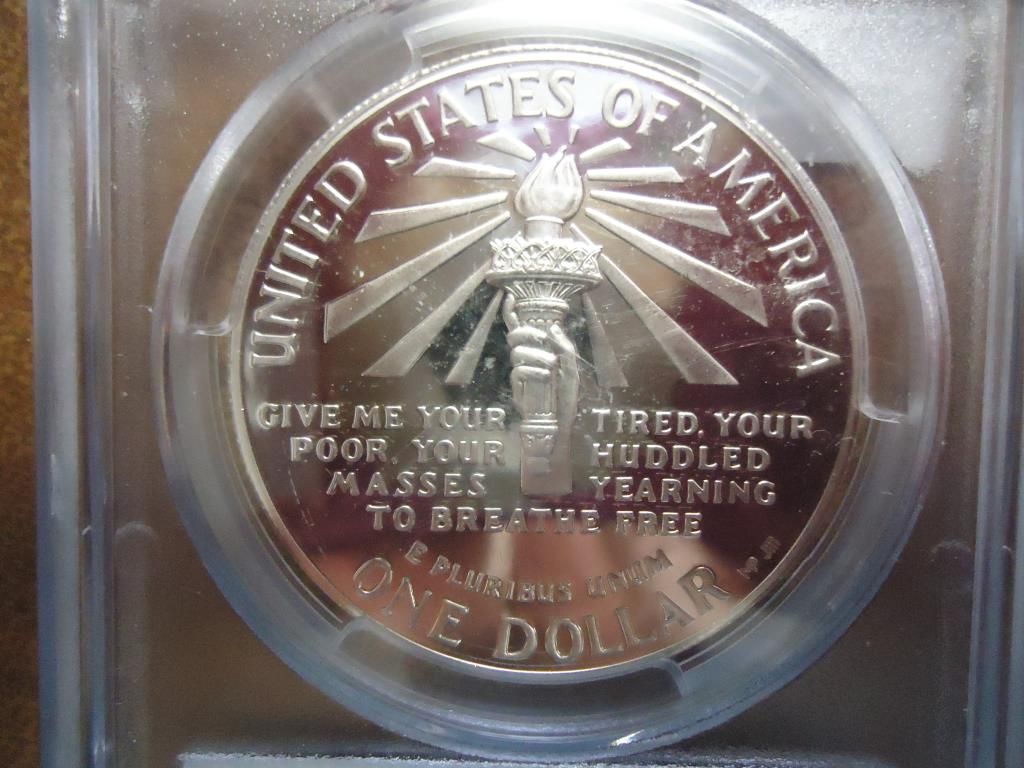 UNITED STATES OF AMERICA
GIVE ME YOUR TIRED, YOUR
POOR, YOUR HUDDLED
MASSES YEARNING
TO BREATHE FREE
E PLURIBUS UNUM
ONE DOLLAR